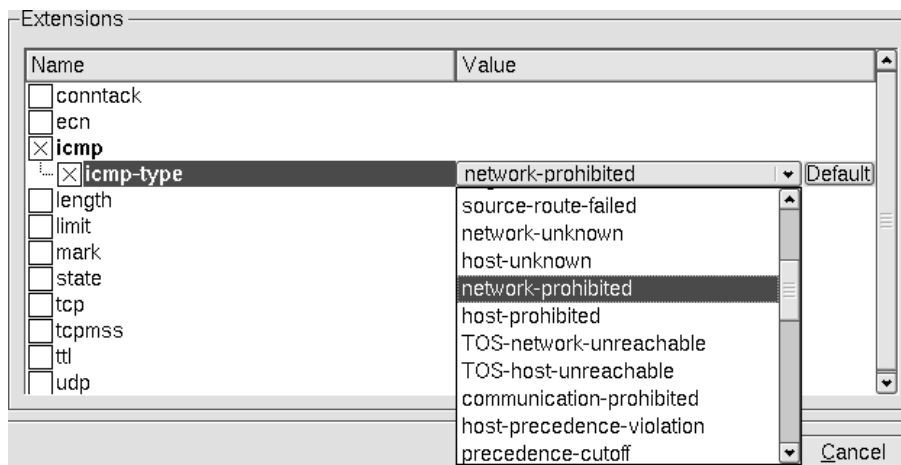 Extensions
Name Value
conntack
ecn
icmp
icmp-type network-prohibited Default
length
limit
mark
state
tcp
tcpmss
ttl
udp
source-route-failed
network-unknown
host-unknown
network-prohibited
host-prohibited
TOS-network-unreachable
TOS-host-unreachable
communication-prohibited
host-precedence-violation
precedence-cutoff
Cancel